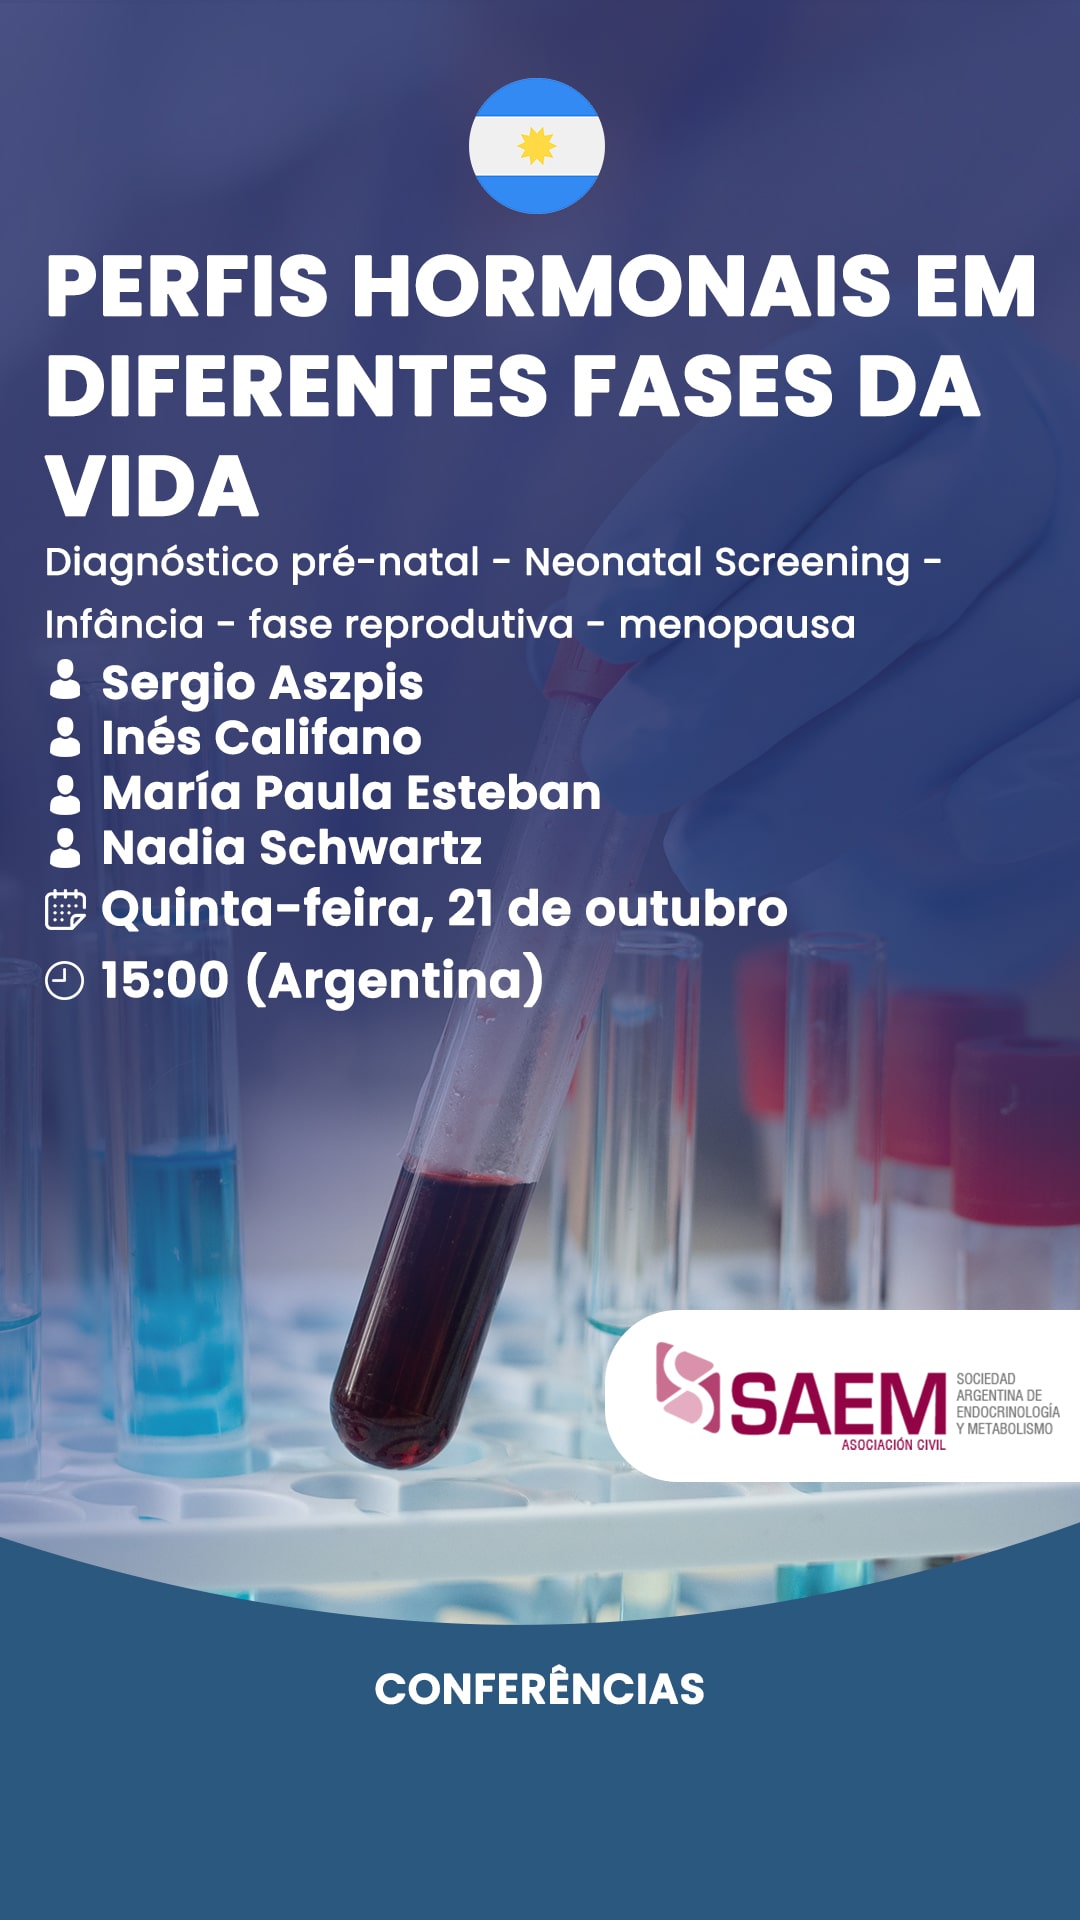 PERFIS HORMONAIS EM
DIFERENTES FASES DA
VIDA
Diagnóstico pré-natal - Neonatal Screening -
Infância - fase reprodutiva - menopausa
Sergio Aszpis
Inés Califano
María Paula Esteban
Nadia Schwartz
Quinta-feira, 21 de outubro
15:00 (Argentina)
SAEM
ASOCIACIÓN CIVIL
SOCIEDAD
ARGENTINA DE
ENDOCRINOLOGÍA
Y METABOLISMO
CONFERÊNCIAS